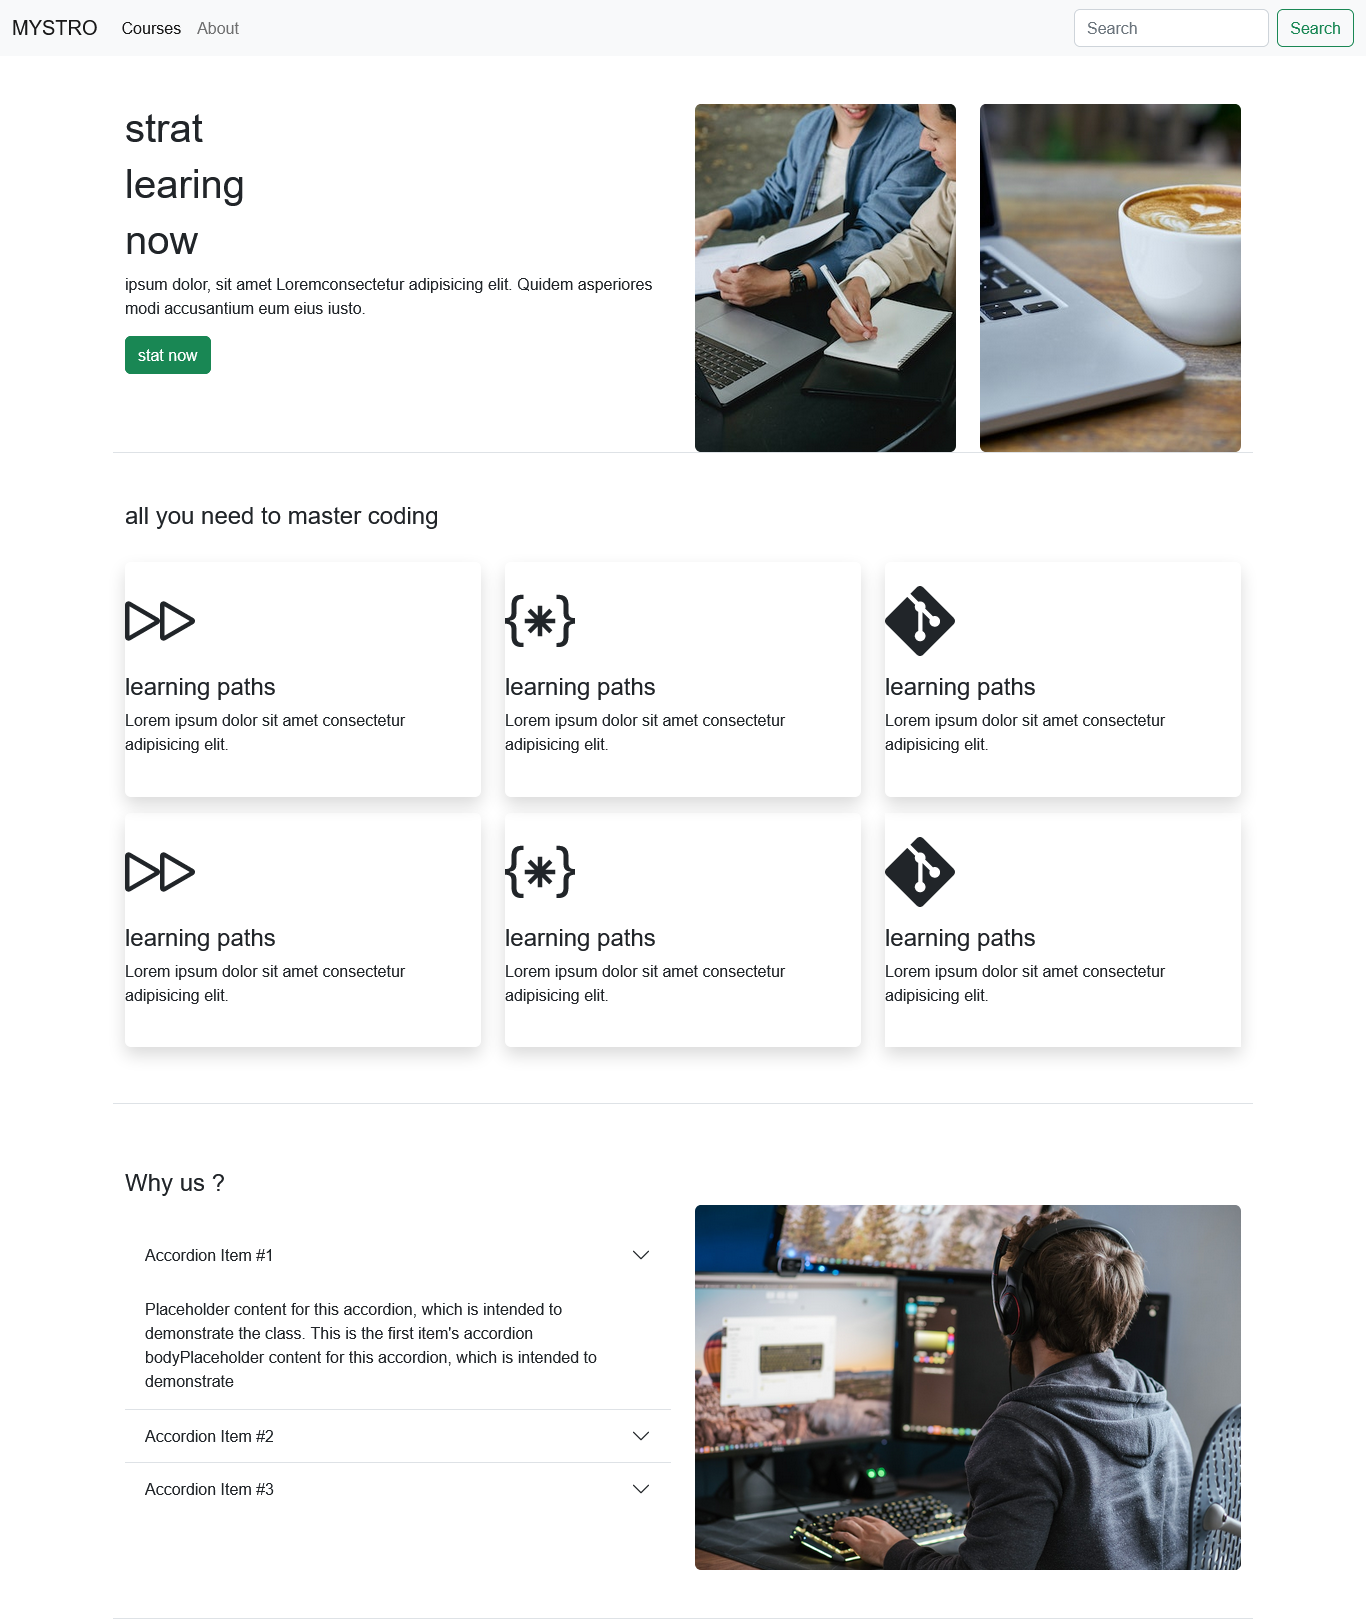 MYSTRO Courses About Search Search
strat
learing
now
ipsum dolor, sit amet Loremconsectetur adipisicing elit. Quidem asperiores
modi accusantium eum eius iusto.
stat now
all you need to master coding
learning paths
Lorem ipsum dolor sit amet consectetur
adipisicing elit.
learning paths
Lorem ipsum dolor sit amet consectetur
adipisicing elit.
learning paths
Lorem ipsum dolor sit amet consectetur
adipisicing elit.
learning paths
Lorem ipsum dolor sit amet consectetur
adipisicing elit.
learning paths
Lorem ipsum dolor sit amet consectetur
adipisicing elit.
learning paths
Lorem ipsum dolor sit amet consectetur
adipisicing elit.
Why us ?
Accordion Item #1
Placeholder content for this accordion, which is intended to
demonstrate the class. This is the first item's accordion
bodyPlaceholder content for this accordion, which is intended to
demonstrate
Accordion Item #2
Accordion Item #3